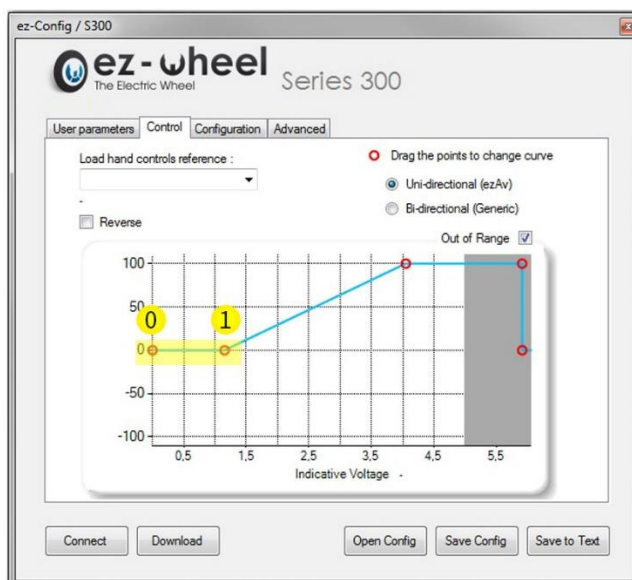 ez-Config / S300
ez-wheel
The Electric Wheel
Series 300
User parameters Control Configuration Advanced
Load hand controls reference :
Drag the points to change curve
Uni-directional (ezAv)
-
Bi-directional (Generic)
Reverse
Out of Range
100
50
0 1
0
-50
-100
0,5 1,5 2,5 3,5 4,5 5,5
Indicative Voltage -
Connect Download Open Config Save Config Save to Text